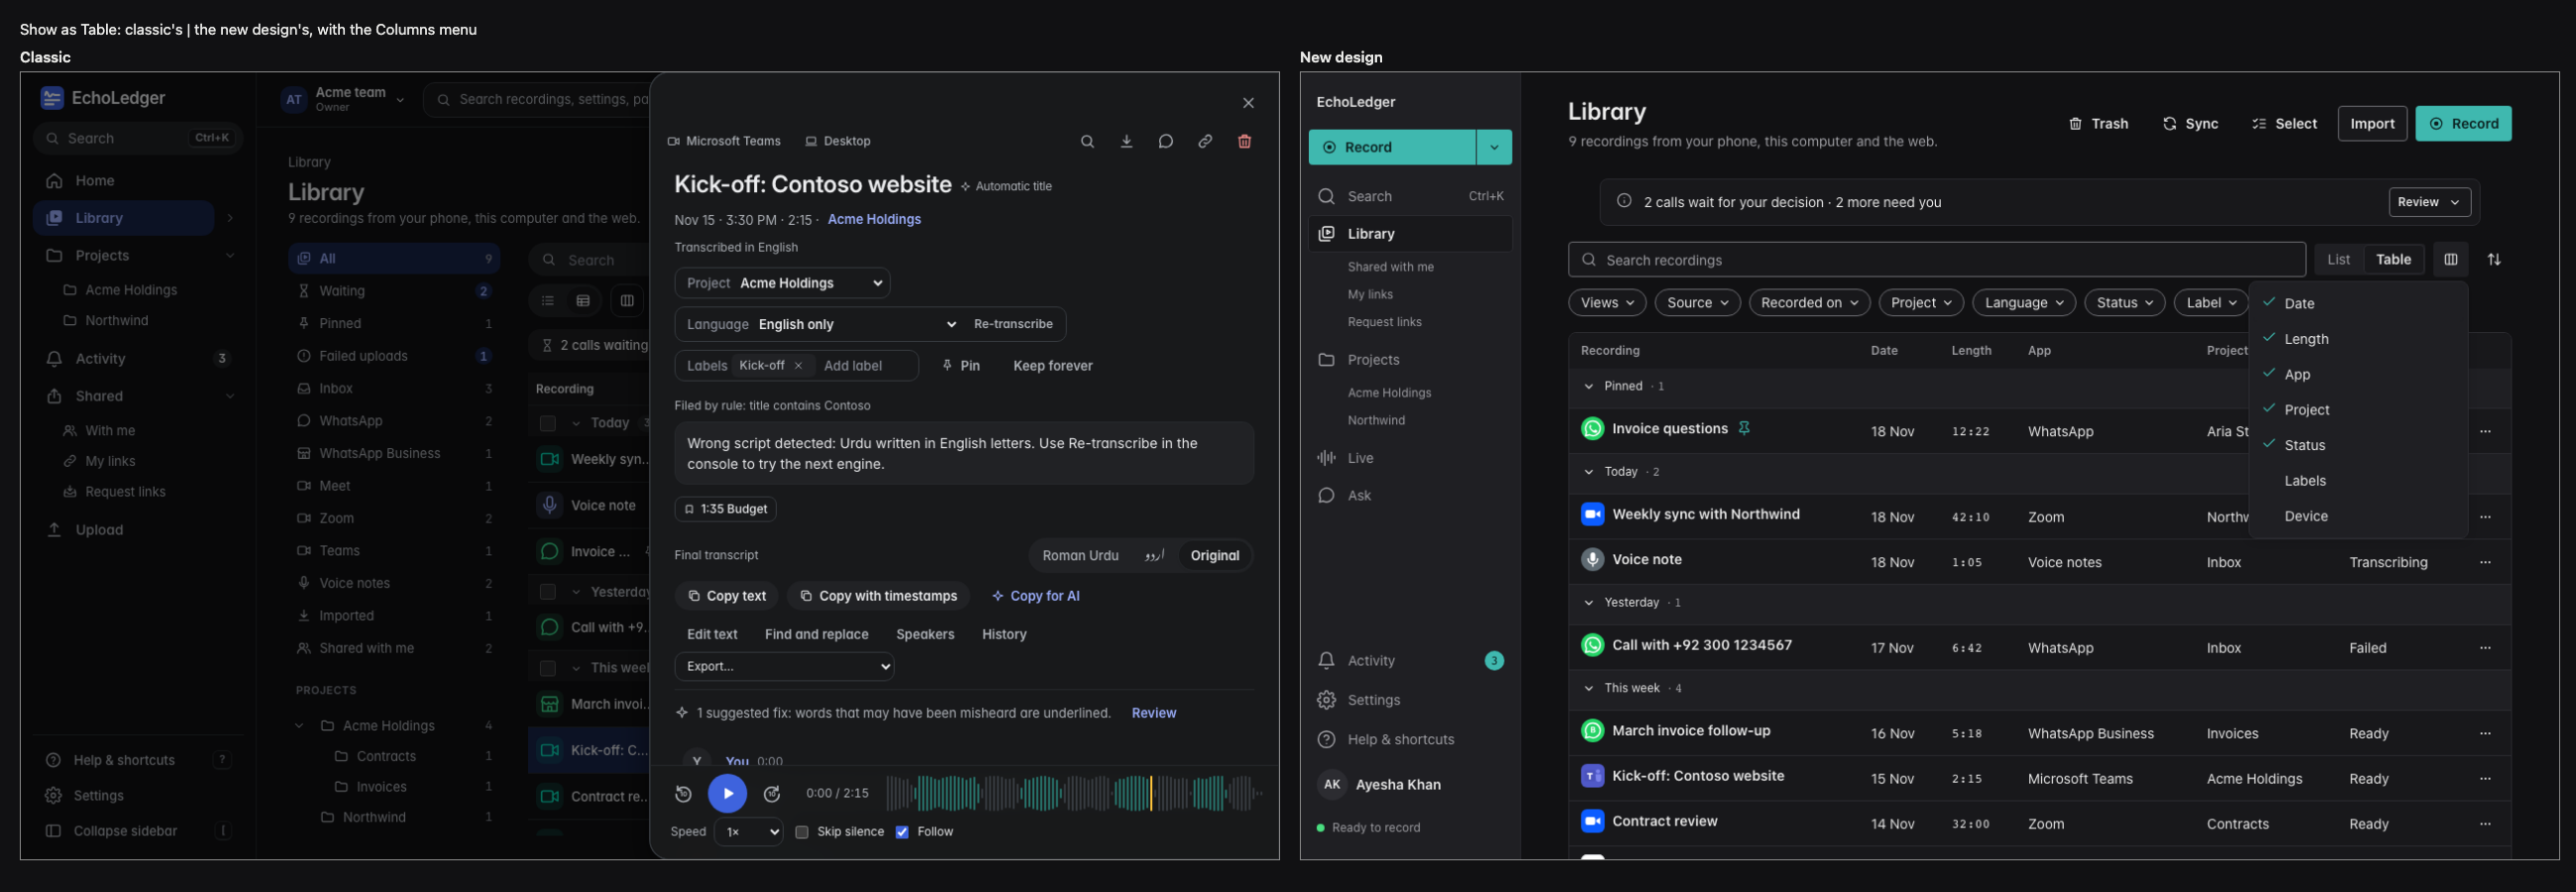 Show as Table: classic's | the new design's, with the Columns menu
Classic
EchoLedger
Search Ctrl+K
Home
Library
Projects
Acme Holdings
Northwind
Activity 3
Shared
With me
My links
Request links
Upload
Help & shortcuts ?
Settings
Collapse sidebar [
AT Acme team
Owner
Search recordings, settings, pa
Library
Library
9 recordings from your phone, this computer and the web.
All 9
Waiting 2
Pinned 1
Failed uploads 1
Inbox 3
WhatsApp 2
WhatsApp Business 1
Meet 1
Zoom 2
Teams 1
Voice notes 2
Imported 1
Shared with me 2
PROJECTS
Acme Holdings 4
Contracts 1
Invoices 1
Northwind 1
Search
2 calls waiting
Recording
Today 3
Weekly syn...
Voice note
Invoice ...
Yesterday
Call with +9...
This week
March invoi...
Kick-off: C...
Contract re...
Microsoft Teams Desktop
Kick-off: Contoso website Automatic title
Nov 15 · 3:30 PM · 2:15 · Acme Holdings
Transcribed in English
Project Acme Holdings
Language English only Re-transcribe
Labels Kick-off × Add label Pin Keep forever
Filed by rule: title contains Contoso
Wrong script detected: Urdu written in English letters. Use Re-transcribe in the
console to try the next engine.
1:35 Budget
Final transcript Roman Urdu اردو Original
Copy text Copy with timestamps Copy for AI
Edit text Find and replace Speakers History
Export...
1 suggested fix: words that may have been misheard are underlined. Review
Y You 0:00
10 10 0:00 / 2:15
Speed 1× Skip silence Follow
New design
EchoLedger
Record
Search Ctrl+K
Library
Shared with me
My links
Request links
Projects
Acme Holdings
Northwind
Live
Ask
Activity 3
Settings
Help & shortcuts
AK Ayesha Khan
Ready to record
Library
9 recordings from your phone, this computer and the web.
Trash Sync Select Import Record
2 calls wait for your decision · 2 more need you Review
Search recordings List Table
Views Source Recorded on Project Language Status Label
Date
Length
App
Project
Status
Labels
Device
Recording Date Length App Project
Pinned · 1
Invoice questions 18 Nov 12:22 WhatsApp Aria St ...
Today · 2
Weekly sync with Northwind 18 Nov 42:10 Zoom Northw ...
Voice note 18 Nov 1:05 Voice notes Inbox Transcribing ...
Yesterday · 1
Call with +92 300 1234567 17 Nov 6:42 WhatsApp Inbox Failed ...
This week · 4
March invoice follow-up 16 Nov 5:18 WhatsApp Business Invoices Ready ...
Kick-off: Contoso website 15 Nov 2:15 Microsoft Teams Acme Holdings Ready ...
Contract review 14 Nov 32:00 Zoom Contracts Ready ...